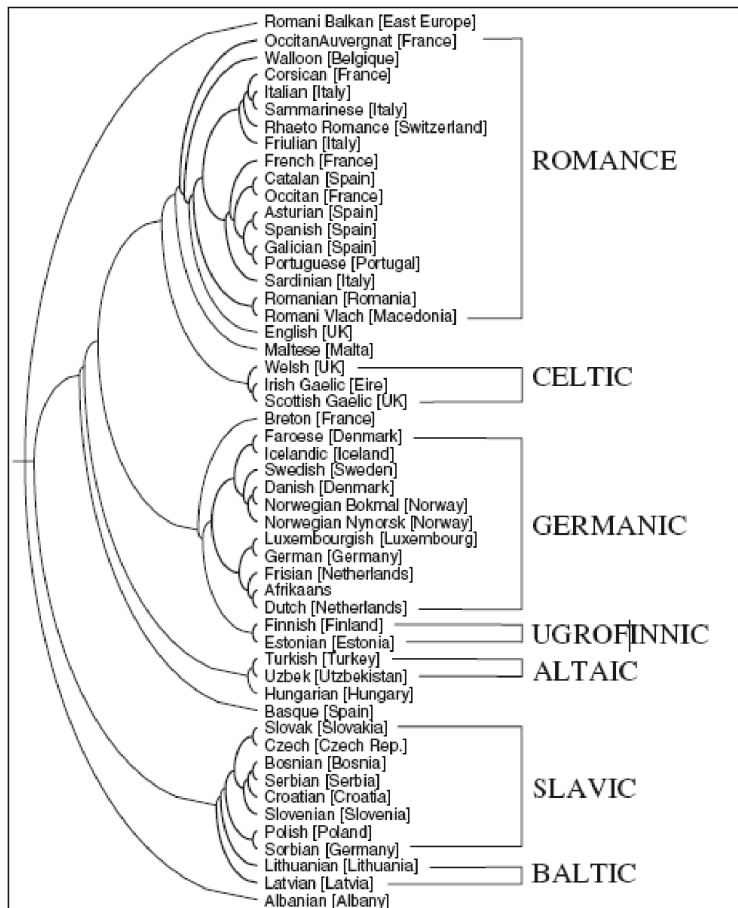 Romani Balkan [East Europe]
OccitanAuvergnat [France]
Walloon [Belgique]
Corsican [France]
Italian [Italy]
Sammarinese [Italy]
Rhaeto Romance [Switzerland]
Friulian [Italy]
French [France]
Catalan [Spain]
Occitan [France]
Asturian [Spain]
Spanish [Spain]
Galician [Spain]
Portuguese [Portugal]
Sardinian [Italy]
Romanian [Romania]
Romani Vlach [Macedonia]
English [UK]
Maltese [Malta]
Welsh [UK]
Irish Gaelic [Eire]
Scottish Gaelic [UK]
Breton [France]
Faroese [Denmark]
Icelandic [Iceland]
Swedish [Sweden]
Danish [Denmark]
Norwegian Bokmal [Norway]
Norwegian Nynorsk [Norway]
Luxembourgish [Luxembourg]
German [Germany]
Frisian [Netherlands]
Afrikaans
Dutch [Netherlands]
Finnish [Finland]
Estonian [Estonia]
Turkish [Turkey]
Uzbek [Utzbekistan]
Hungarian [Hungary]
Basque [Spain]
Slovak [Slovakia]
Czech [Czech Rep.]
Bosnian [Bosnia]
Serbian [Serbia]
Croatian [Croatia]
Slovenian [Slovenia]
Polish [Poland]
Sorbian [Germany]
Lithuanian [Lithuania]
Latvian [Latvia]
Albanian [Albany]
ROMANCE
CELTIC
GERMANIC
UGROFINNIC
ALTAIC
SLAVIC
BALTIC